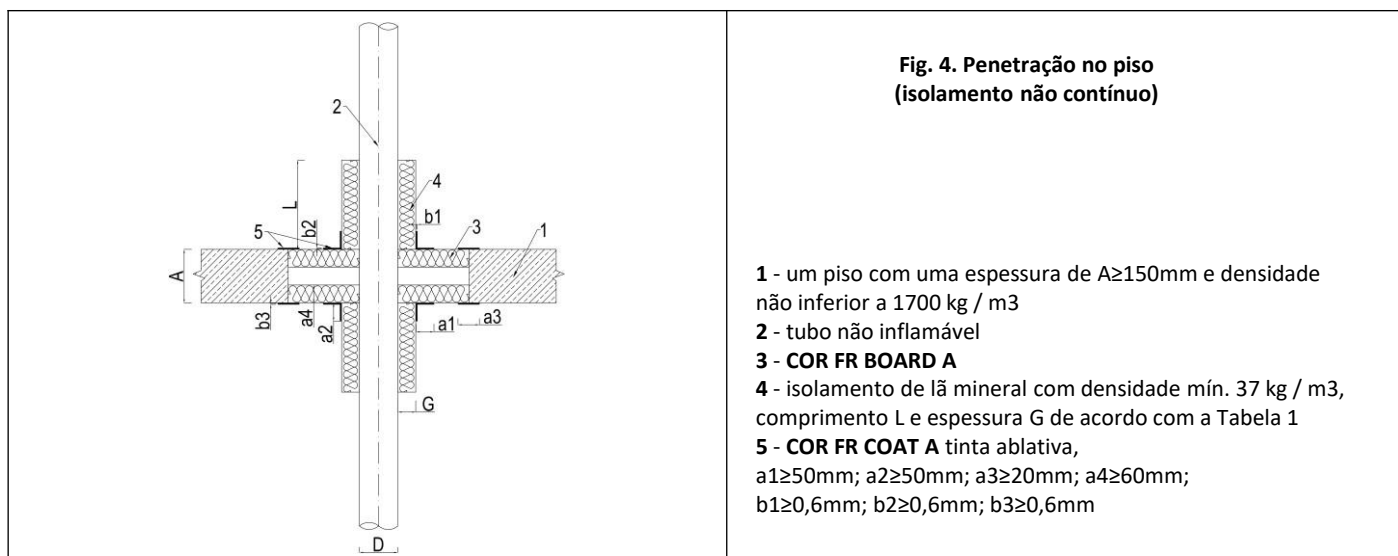 2
4
L
b1
5
b2
3
1
A
b3
a4
a2
a1
a3
G
D
Fig. 4. Penetração no piso
(isolamento não contínuo)
1 - um piso com uma espessura de A≥150mm e densidade
não inferior a 1700 kg / m3
2 - tubo não inflamável
3 - COR FR BOARD A
4 - isolamento de lã mineral com densidade mín. 37 kg / m3,
comprimento L e espessura G de acordo com a Tabela 1
5 - COR FR COAT A tinta ablativa,
a1≥50mm; a2≥50mm; a3≥20mm; a4≥60mm;
b1≥0,6mm; b2≥0,6mm; b3≥0,6mm